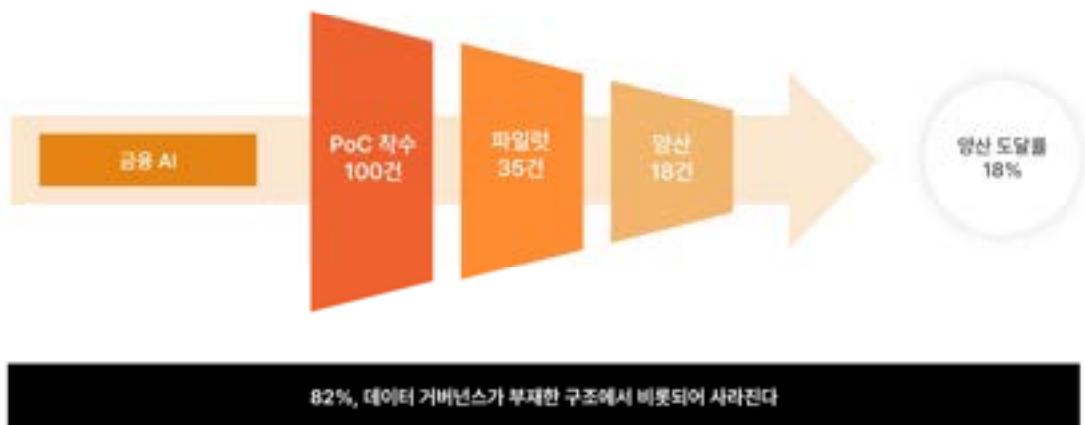 금융 AI
PoC 착수
100건
파일럿
35건
양산
18건
양산 도달률
18%
82%, 데이터 거버넌스가 부재한 구조에서 비롯되어 사라진다